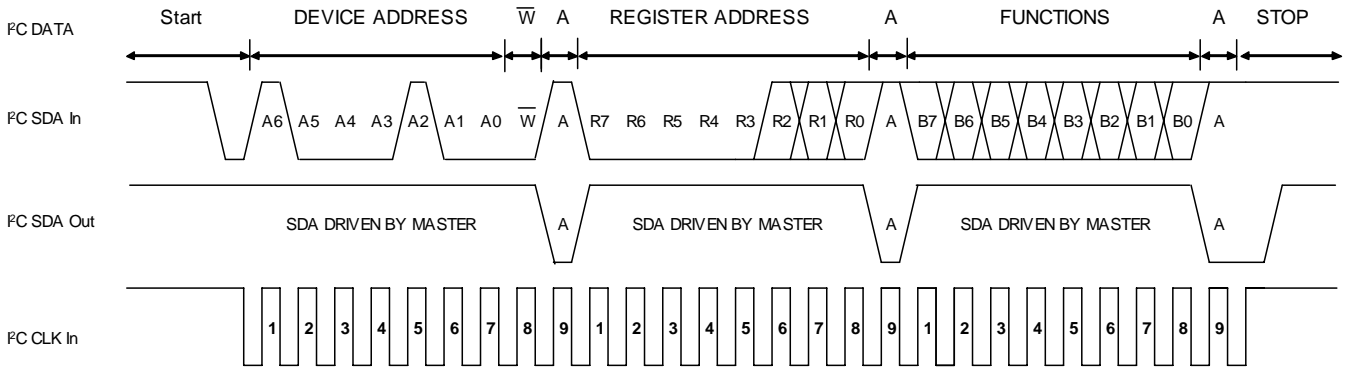 I²C DATA Start DEVICE ADDRESS W̅ A REGISTER ADDRESS A FUNCTIONS A STOP
I²C SDA In A6 A5 A4 A3 A2 A1 A0 W̅ A R7 R6 R5 R4 R3 R2 R1 R0 A B7 B6 B5 B4 B3 B2 B1 B0 A
I²C SDA Out SDA DRIVEN BY MASTER A SDA DRIVEN BY MASTER A SDA DRIVEN BY MASTER A
I²C CLK In 1 2 3 4 5 6 7 8 9 1 2 3 4 5 6 7 8 9 1 2 3 4 5 6 7 8 9